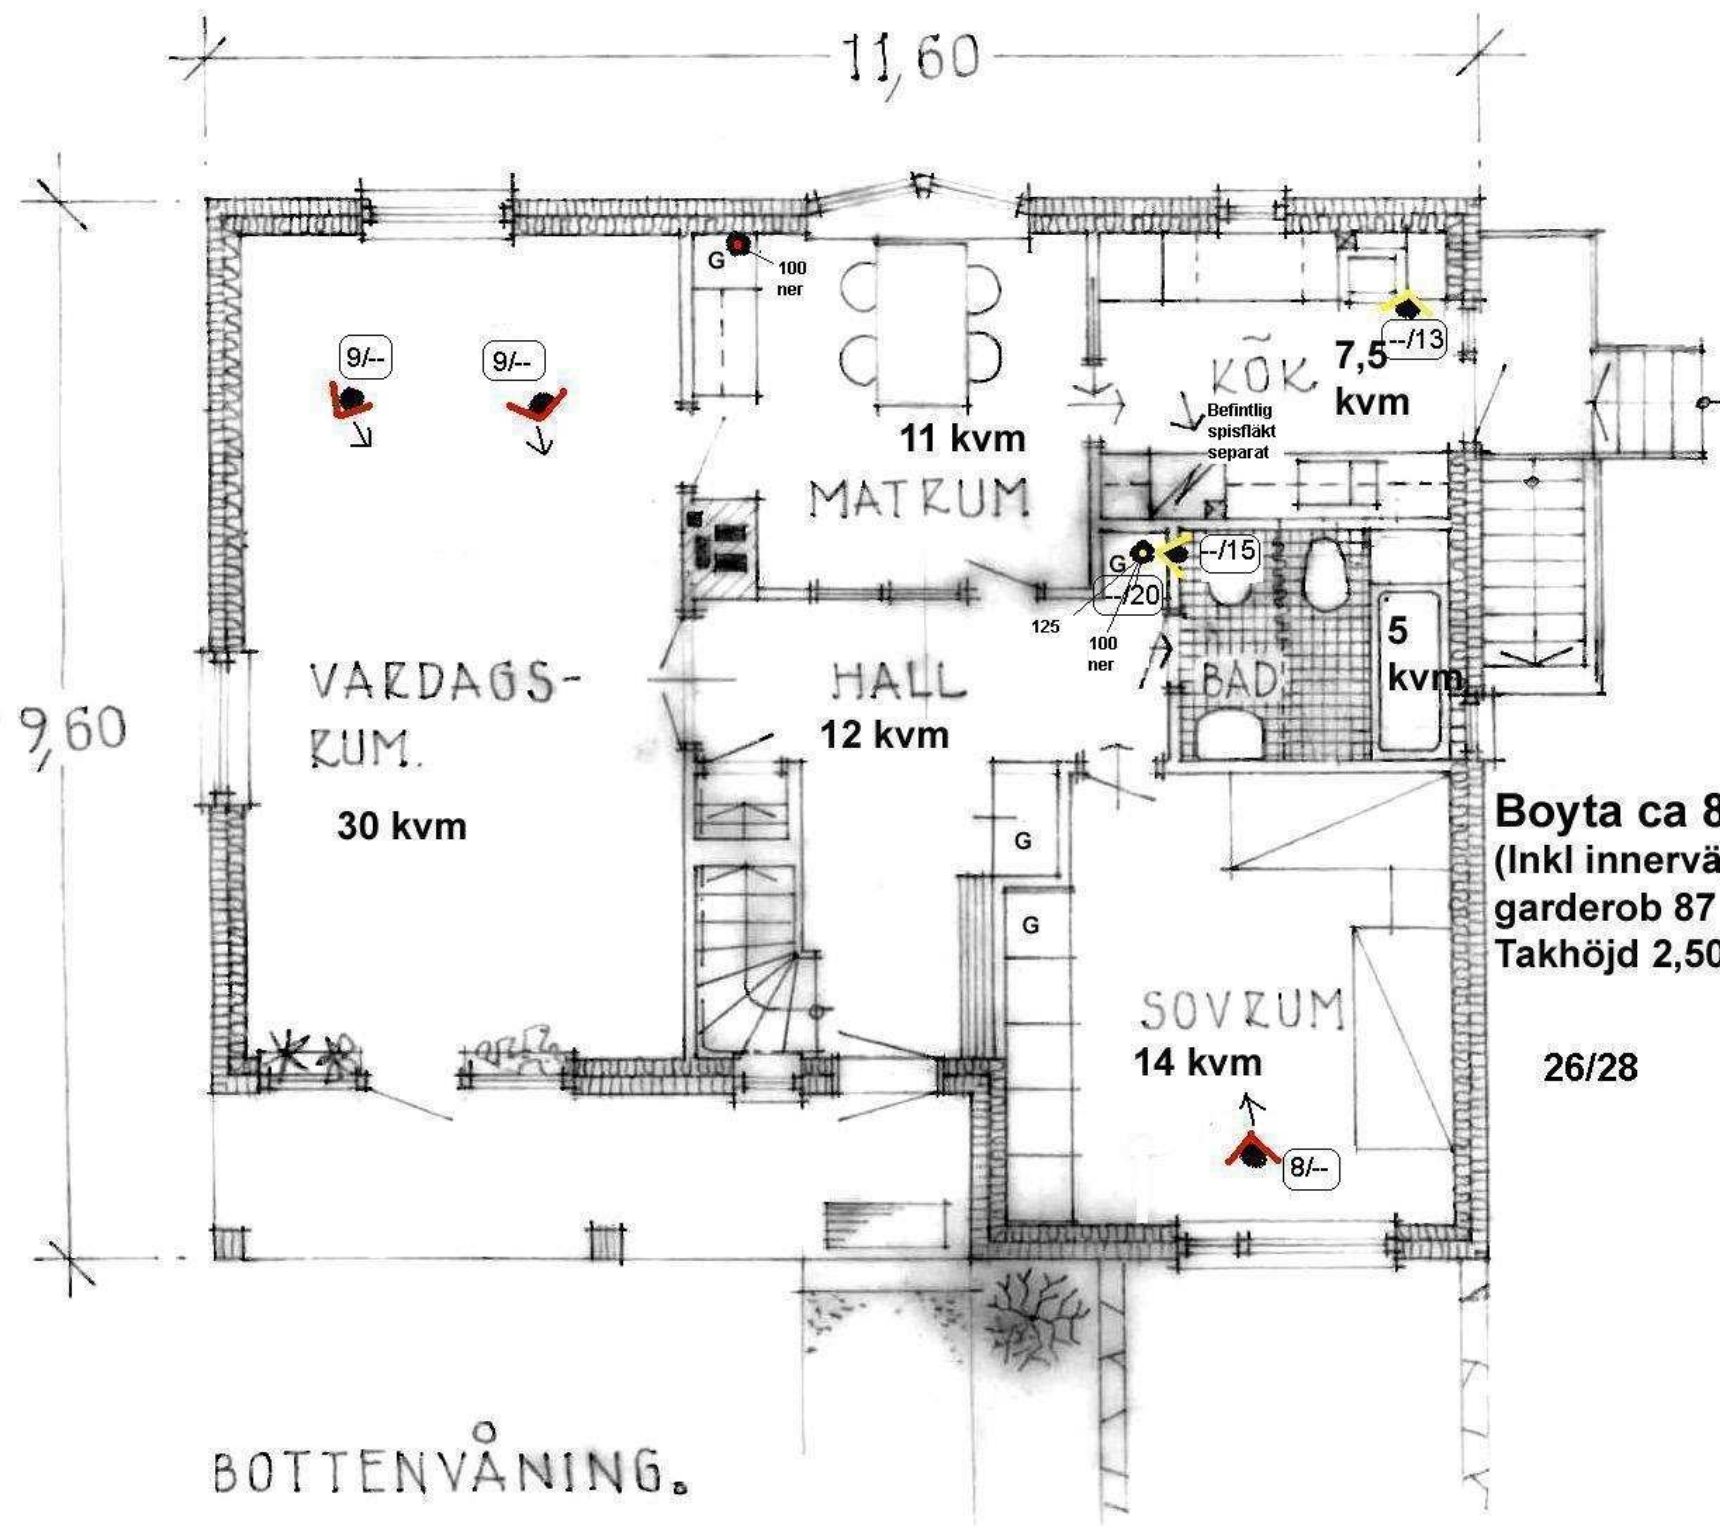 11,60
G
100
ner
9/--
9/--
--/13
KÖK
7,5
kvm
Befintlig
spisfläkt
separat
11 kvm
MATRUM
G
--/15
--/20
125
100
ner
5
kvm
BAD
VARDAGS-
RUM.
30 kvm
HALL
12 kvm
9,60
G
G
Boyta ca 8
(Inkl innervä
garderob 87
Takhöjd 2,50
SOVRUM
14 kvm
26/28
8/--
BOTTENVÅNING.